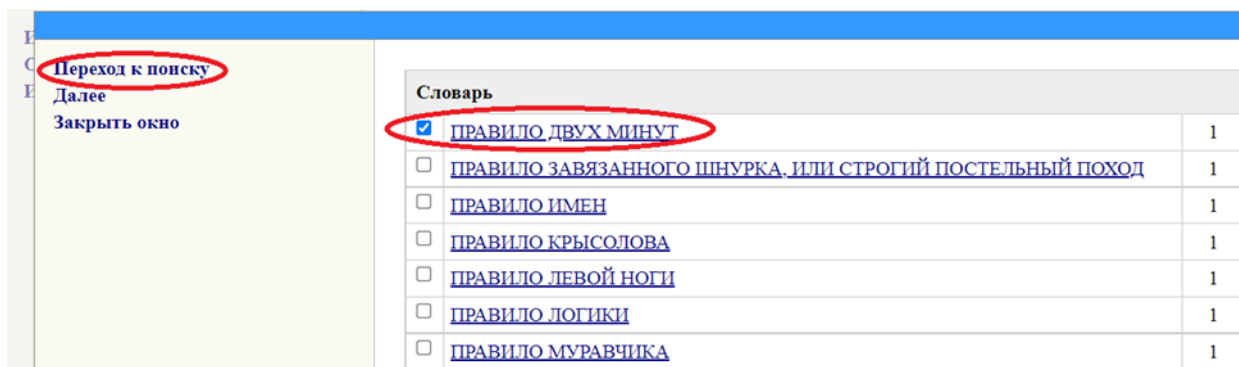 И
Переход к поиску
Далее
Закрыть окно
Словарь
ПРАВИЛО ДВУХ МИНУТ 1
ПРАВИЛО ЗАВЯЗАННОГО ШНУРКА, ИЛИ СТРОГИЙ ПОСТЕЛЬНЫЙ ПОХОД 1
ПРАВИЛО ИМЕН 1
ПРАВИЛО КРЫСОЛОВА 1
ПРАВИЛО ЛЕВОЙ НОГИ 1
ПРАВИЛО ЛОГИКИ 1
ПРАВИЛО МУРАВЧИКА 1